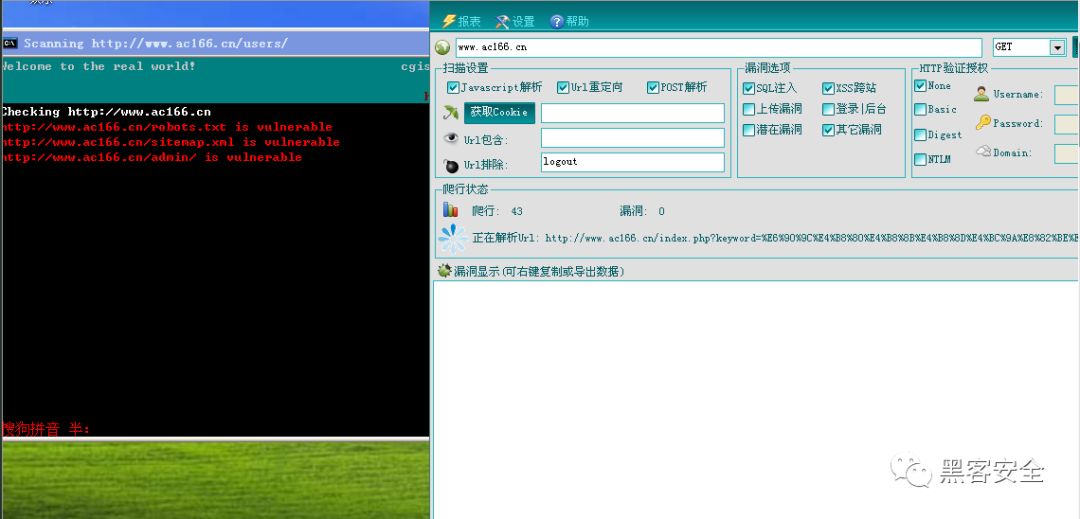 Scanning http://www.ac166.cn/users/
Welcome to the real world! cgis
Checking http://www.ac166.cn
http://www.ac166.cn/robots.txt is vulnerable
http://www.ac166.cn/sitemap.xml is vulnerable
http://www.ac166.cn/admin/ is vulnerable
搜狗拼音 半:
报表 设置 帮助
www.ac166.cn GET
扫描设置
Javascript解析 Url重定向 POST解析
获取Cookie
Url包含:
Url排除: logout
漏洞选项
SQL注入 XSS跨站
上传漏洞 登录|后台
潜在漏洞 其它漏洞
HTTP验证授权
None Username:
Basic
Password:
Digest
Domain:
NTLM
爬行状态
爬行: 43 漏洞: 0
正在解析Url: http://www.ac166.cn/index.php?keyword=%E6%90%9C%E4%B8%80%E4%B8%8B%E4%B8%8D%E4%BC%9A%E8%82%BE%E
漏洞显示(可右键复制或导出数据)
黑客安全